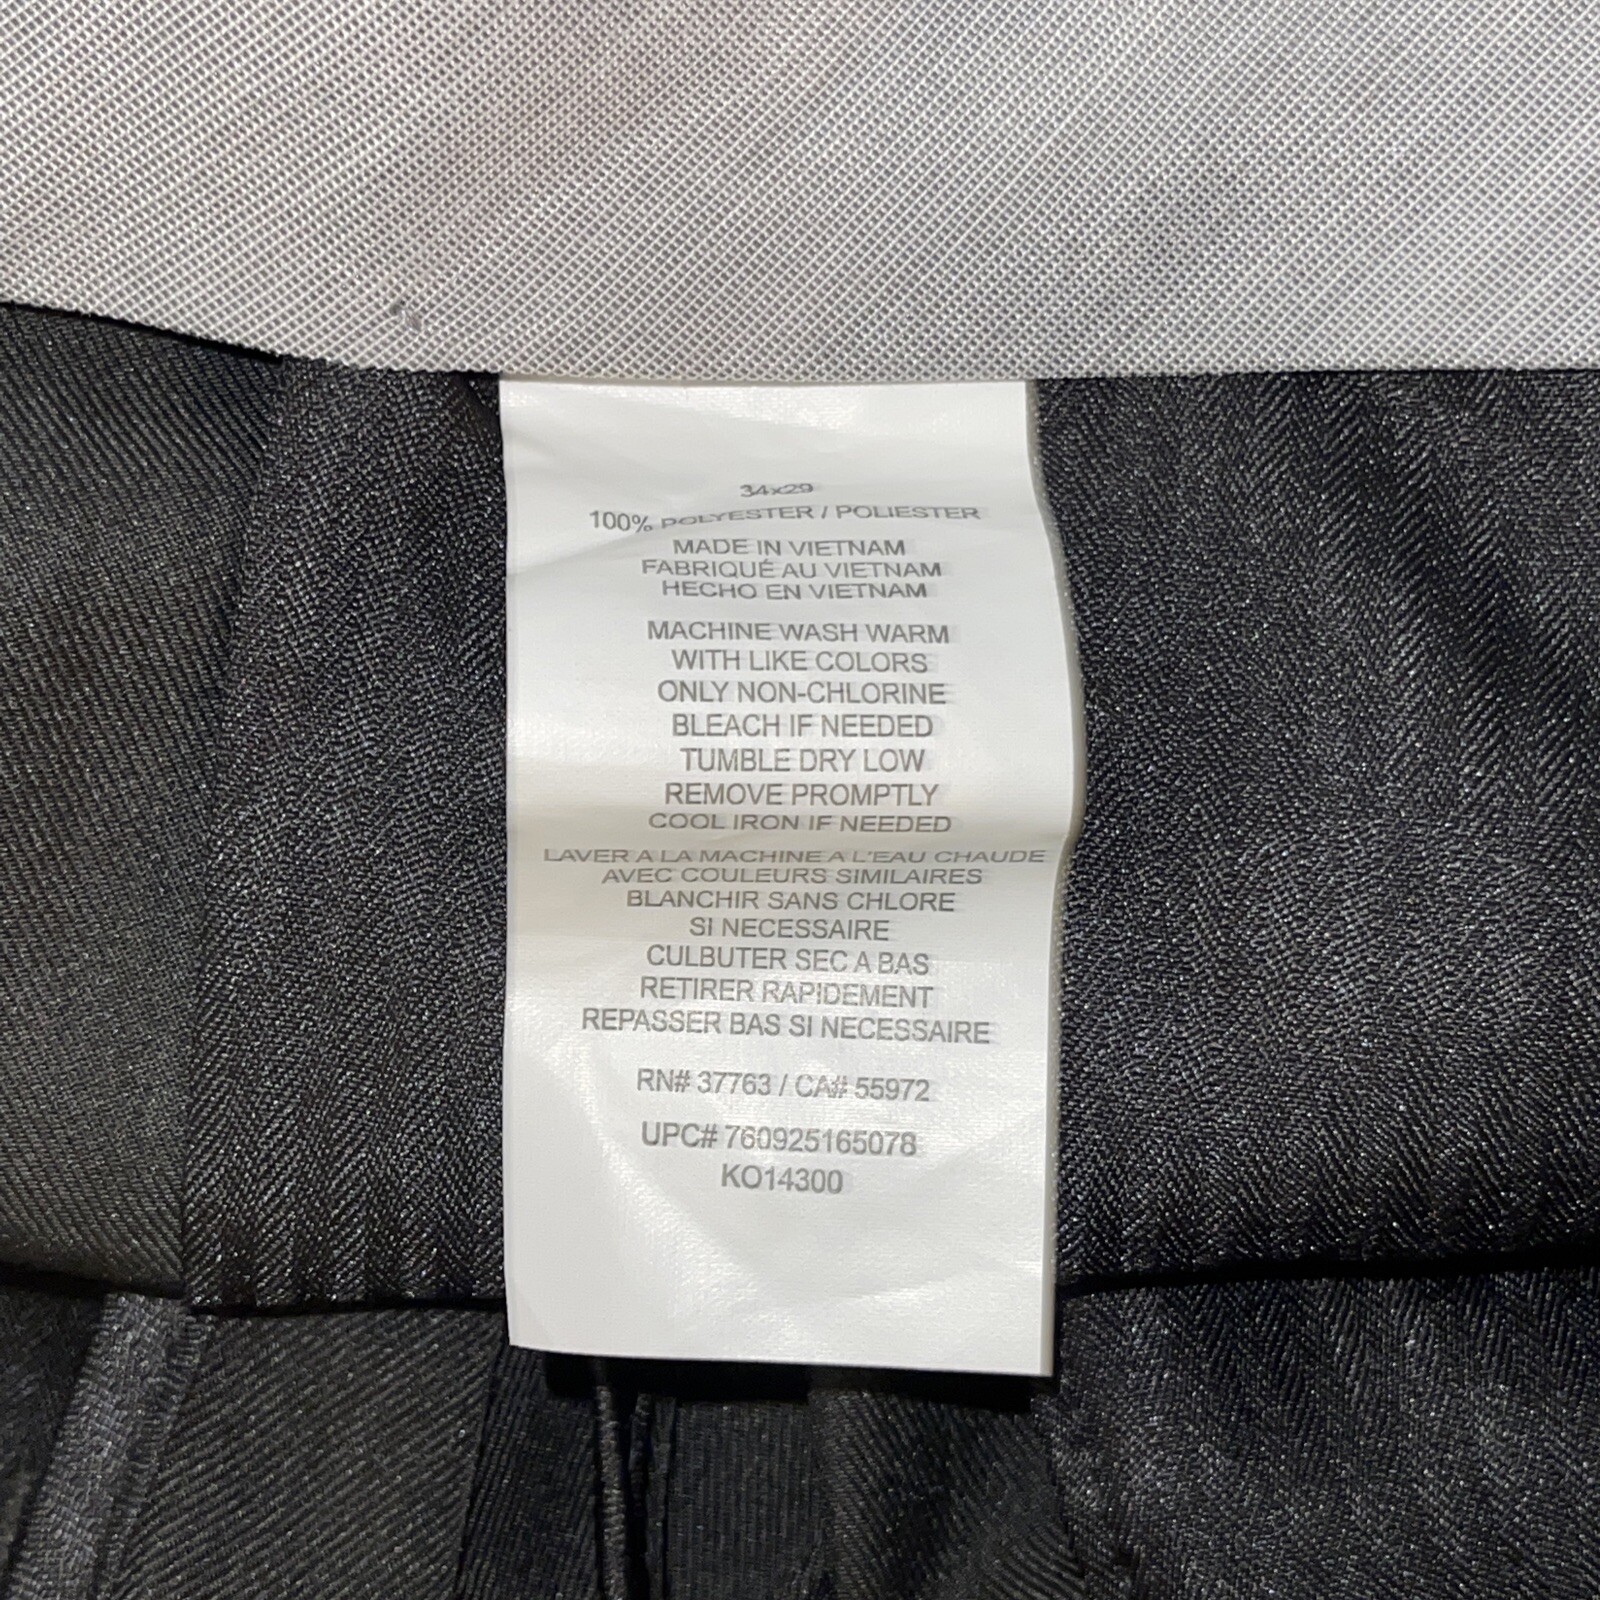 34x29
100% POLYESTER / POLIESTER
MADE IN VIETNAM
FABRIQUÉ AU VIETNAM
HECHO EN VIETNAM
MACHINE WASH WARM
WITH LIKE COLORS
ONLY NON-CHLORINE
BLEACH IF NEEDED
TUMBLE DRY LOW
REMOVE PROMPTLY
COOL IRON IF NEEDED
LAVER A LA MACHINE A L'EAU CHAUDE
AVEC COULEURS SIMILAIRES
BLANCHIR SANS CHLORE
SI NECESSAIRE
CULBUTER SEC A BAS
RETIRER RAPIDEMENT
REPASSER BAS SI NECESSAIRE
RN# 37763 / CA# 55972
UPC# 760925165078
KO14300